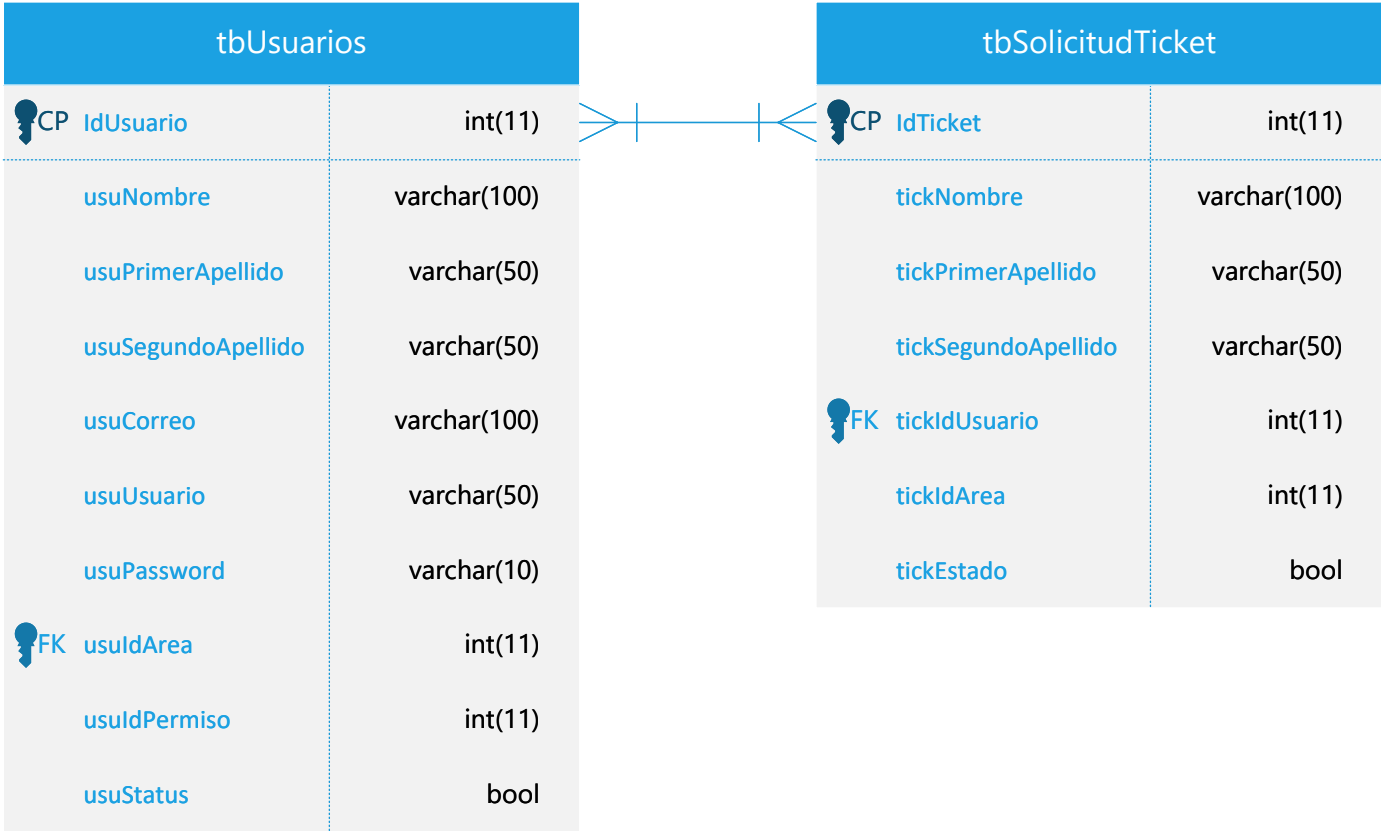 tbUsuarios
CP IdUsuario int(11)
usuNombre varchar(100)
usuPrimerApellido varchar(50)
usuSegundoApellido varchar(50)
usuCorreo varchar(100)
usuUsuario varchar(50)
usuPassword varchar(10)
FK usuIdArea int(11)
usuIdPermiso int(11)
usuStatus bool
tbSolicitudTicket
CP IdTicket int(11)
tickNombre varchar(100)
tickPrimerApellido varchar(50)
tickSegundoApellido varchar(50)
FK tickIdUsuario int(11)
tickIdArea int(11)
tickEstado bool